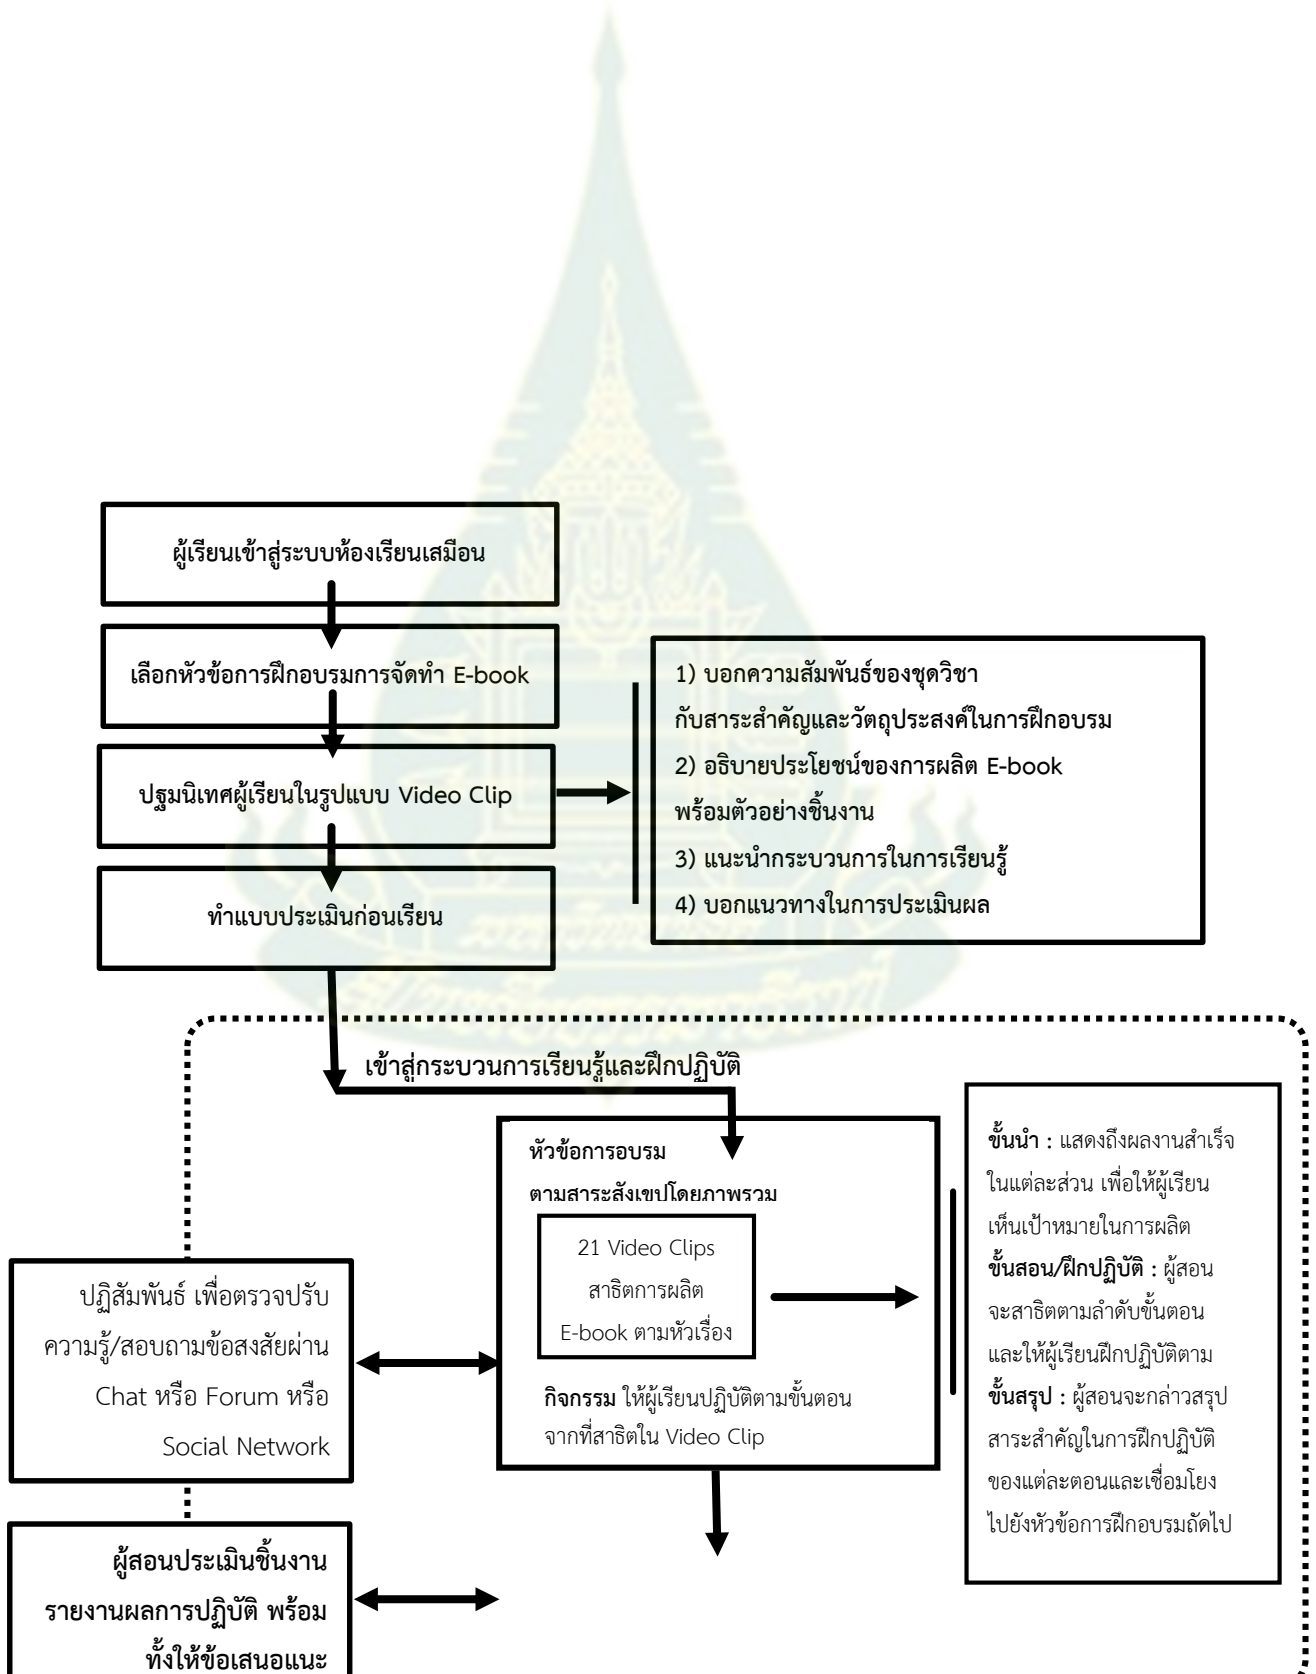 ผู้เรียนเข้าสู่ระบบห้องเรียนเสมือน
เลือกหัวข้อการฝึกอบรมการจัดทำ E-book
ปฐมนิเทศผู้เรียนในรูปแบบ Video Clip
ทำแบบประเมินก่อนเรียน
1) บอกความสัมพันธ์ของชุดวิชา
กับสาระสำคัญและวัตถุประสงค์ในการฝึกอบรม
2) อธิบายประโยชน์ของการผลิต E-book
พร้อมตัวอย่างชิ้นงาน
3) แนะนำกระบวนการในการเรียนรู้
4) บอกแนวทางในการประเมินผล
เข้าสู่กระบวนการเรียนรู้และฝึกปฏิบัติ
หัวข้อการอบรม
ตามสาระสังเขปโดยภาพรวม
21 Video Clips
สาธิตการผลิต
E-book ตามหัวเรื่อง
กิจกรรม ให้ผู้เรียนปฏิบัติตามขั้นตอน
จากที่สาธิตใน Video Clip
ขั้นนำ : แสดงถึงผลงานสำเร็จ
ในแต่ละส่วน เพื่อให้ผู้เรียน
เห็นเป้าหมายในการผลิต
ขั้นสอน/ฝึกปฏิบัติ : ผู้สอน
จะสาธิตตามลำดับขั้นตอน
และให้ผู้เรียนฝึกปฏิบัติตาม
ขั้นสรุป : ผู้สอนจะกล่าวสรุป
สาระสำคัญในการฝึกปฏิบัติ
ของแต่ละตอนและเชื่อมโยง
ไปยังหัวข้อการฝึกอบรมถัดไป
ปฏิสัมพันธ์ เพื่อตรวจปรับ
ความรู้/สอบถามข้อสงสัยผ่าน
Chat หรือ Forum หรือ
Social Network
ผู้สอนประเมินชิ้นงาน
รายงานผลการปฏิบัติ พร้อม
ทั้งให้ข้อเสนอแนะ